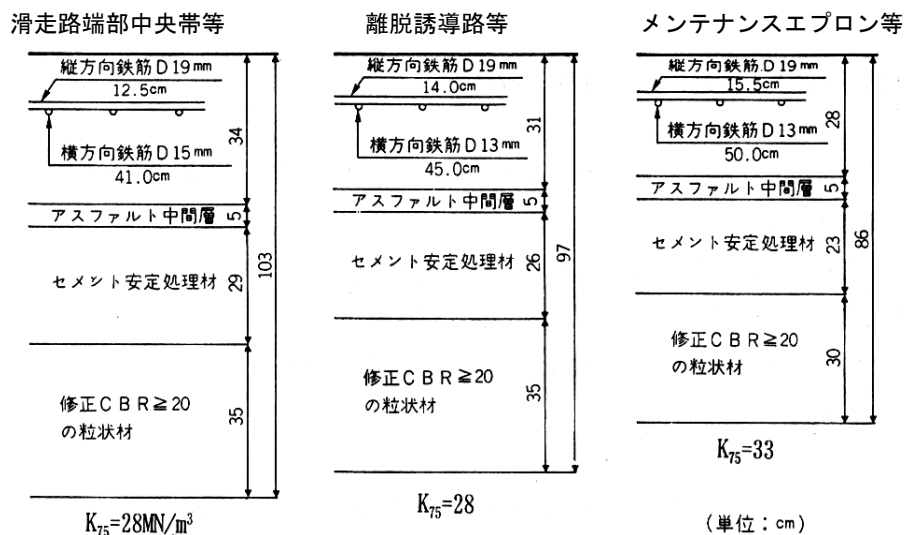 滑走路端部中央帯等
縦方向鉄筋D19mm
12.5cm
横方向鉄筋D15mm
41.0cm
34
アスファルト中間層
5
セメント安定処理材
29
103
修正CBR≧20
の粒状材
35
K75=28MN/m³
離脱誘導路等
縦方向鉄筋D19mm
14.0cm
横方向鉄筋D13mm
45.0cm
31
アスファルト中間層
5
セメント安定処理材
26
97
修正CBR≧20
の粒状材
35
K75=28
メンテナンスエプロン等
縦方向鉄筋D19mm
15.5cm
横方向鉄筋D13mm
50.0cm
28
アスファルト中間層
5
セメント安定処理材
23
86
修正CBR≧20
の粒状材
30
K75=33
(単位:cm)